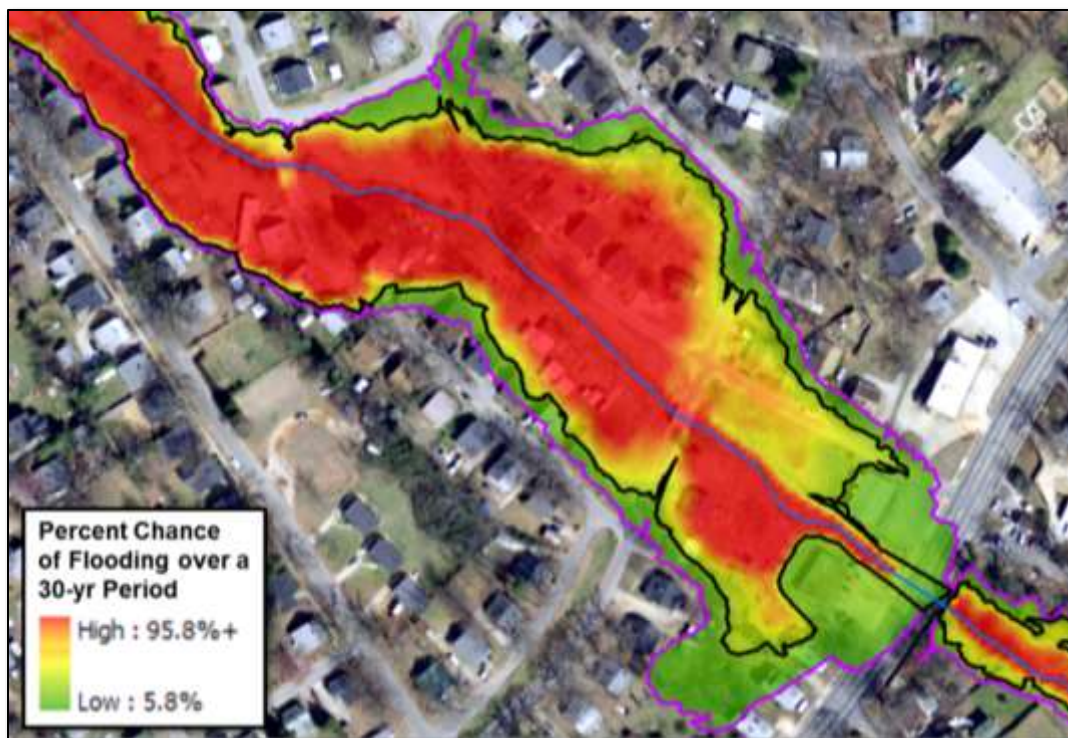 Percent Chance
of Flooding over a
30-yr Period
High : 95.8%+
Low : 5.8%